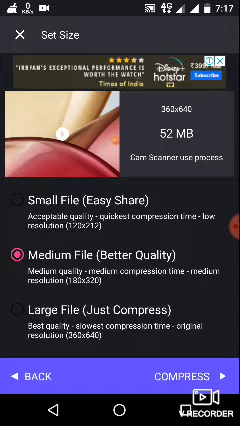 0
K/s
4G
7:17
Set Size
"IRRFAN'S EXCEPTIONAL PERFORMANCE IS
WORTH THE WATCH"
Times of India
Disney+
hotstar
Subscribe
360x640
52 MB
Cam Scanner use process
Small File (Easy Share)
Acceptable quality - quickest compression time - low
resolution (120x212)
Medium File (Better Quality)
Medium quality - medium compression time - medium
resolution (180x320)
Large File (Just Compress)
Best quality - slowest compression time - original
resolution (360x640)
BACK
COMPRESS
V RECORDER